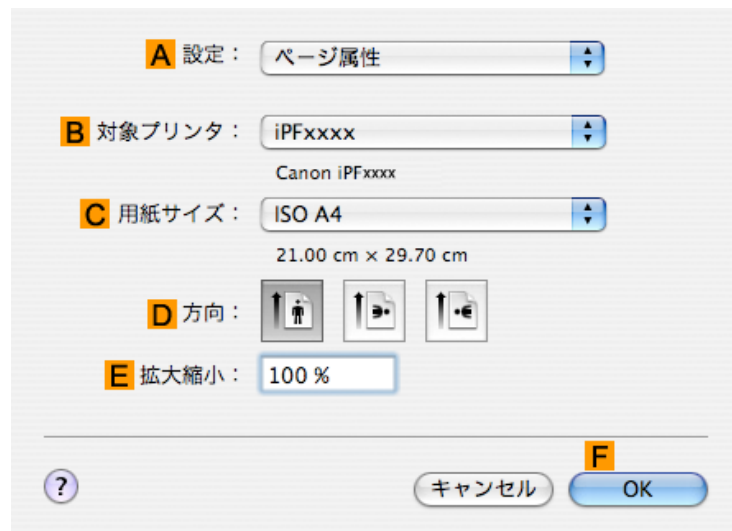 A 設定： ページ属性
B 対象プリンタ： iPFxxxx
Canon iPFxxxx
C 用紙サイズ： ISO A4
21.00 cm × 29.70 cm
D 方向：
E 拡大縮小： 100 %
F
? キャンセル OK